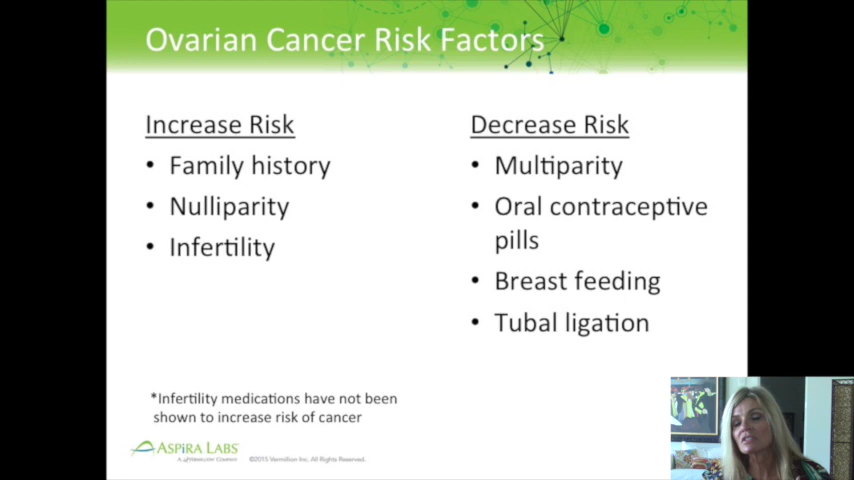 Ovarian Cancer Risk Factors
Increase Risk
• Family history
• Nulliparity
• Infertility
Decrease Risk
• Multiparity
• Oral contraceptive
pills
• Breast feeding
• Tubal ligation
*Infertility medications have not been
shown to increase risk of cancer
ASPIRA LABS
A VERMILLION COMPANY
©2015 Vermillion Inc. All Rights Reserved.